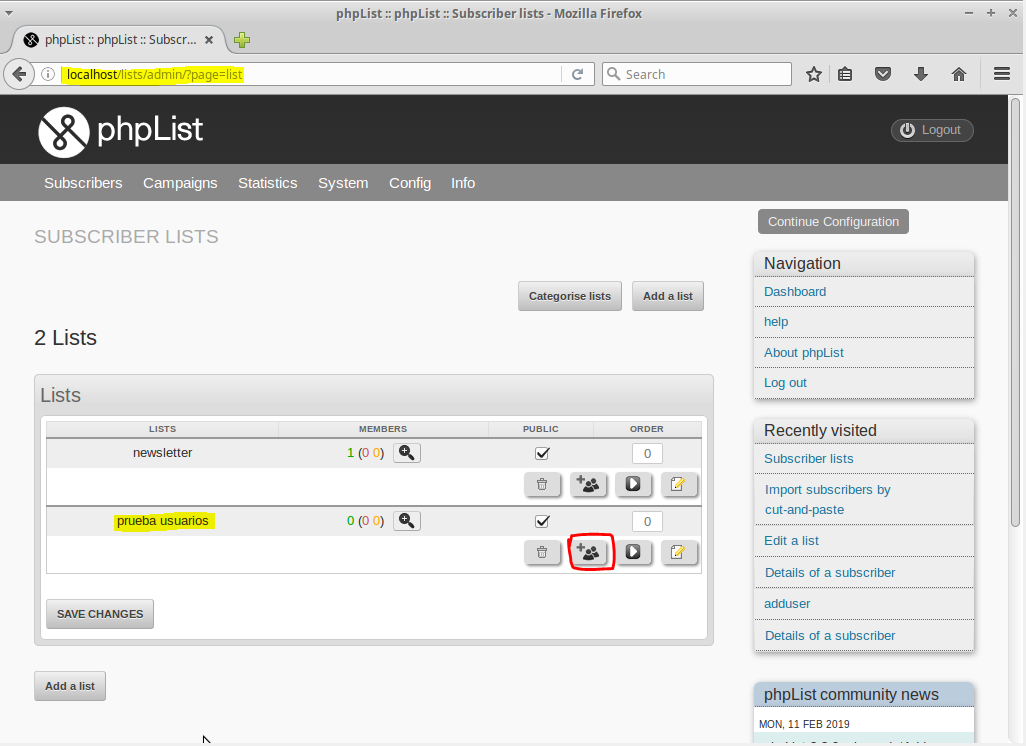 phpList :: phpList :: Subscriber lists - Mozilla Firefox
phpList :: phpList :: Subscr...
localhost/lists/admin/?page=list
Search
phpList
Logout
Subscribers Campaigns Statistics System Config Info
Continue Configuration
SUBSCRIBER LISTS
Categorise lists Add a list
2 Lists
Lists
LISTS MEMBERS PUBLIC ORDER
newsletter 1 (0 0) 0
prueba usuarios 0 (0 0) 0
SAVE CHANGES
Add a list
Navigation
Dashboard
help
About phpList
Log out
Recently visited
Subscriber lists
Import subscribers by
cut-and-paste
Edit a list
Details of a subscriber
adduser
Details of a subscriber
phpList community news
MON, 11 FEB 2019